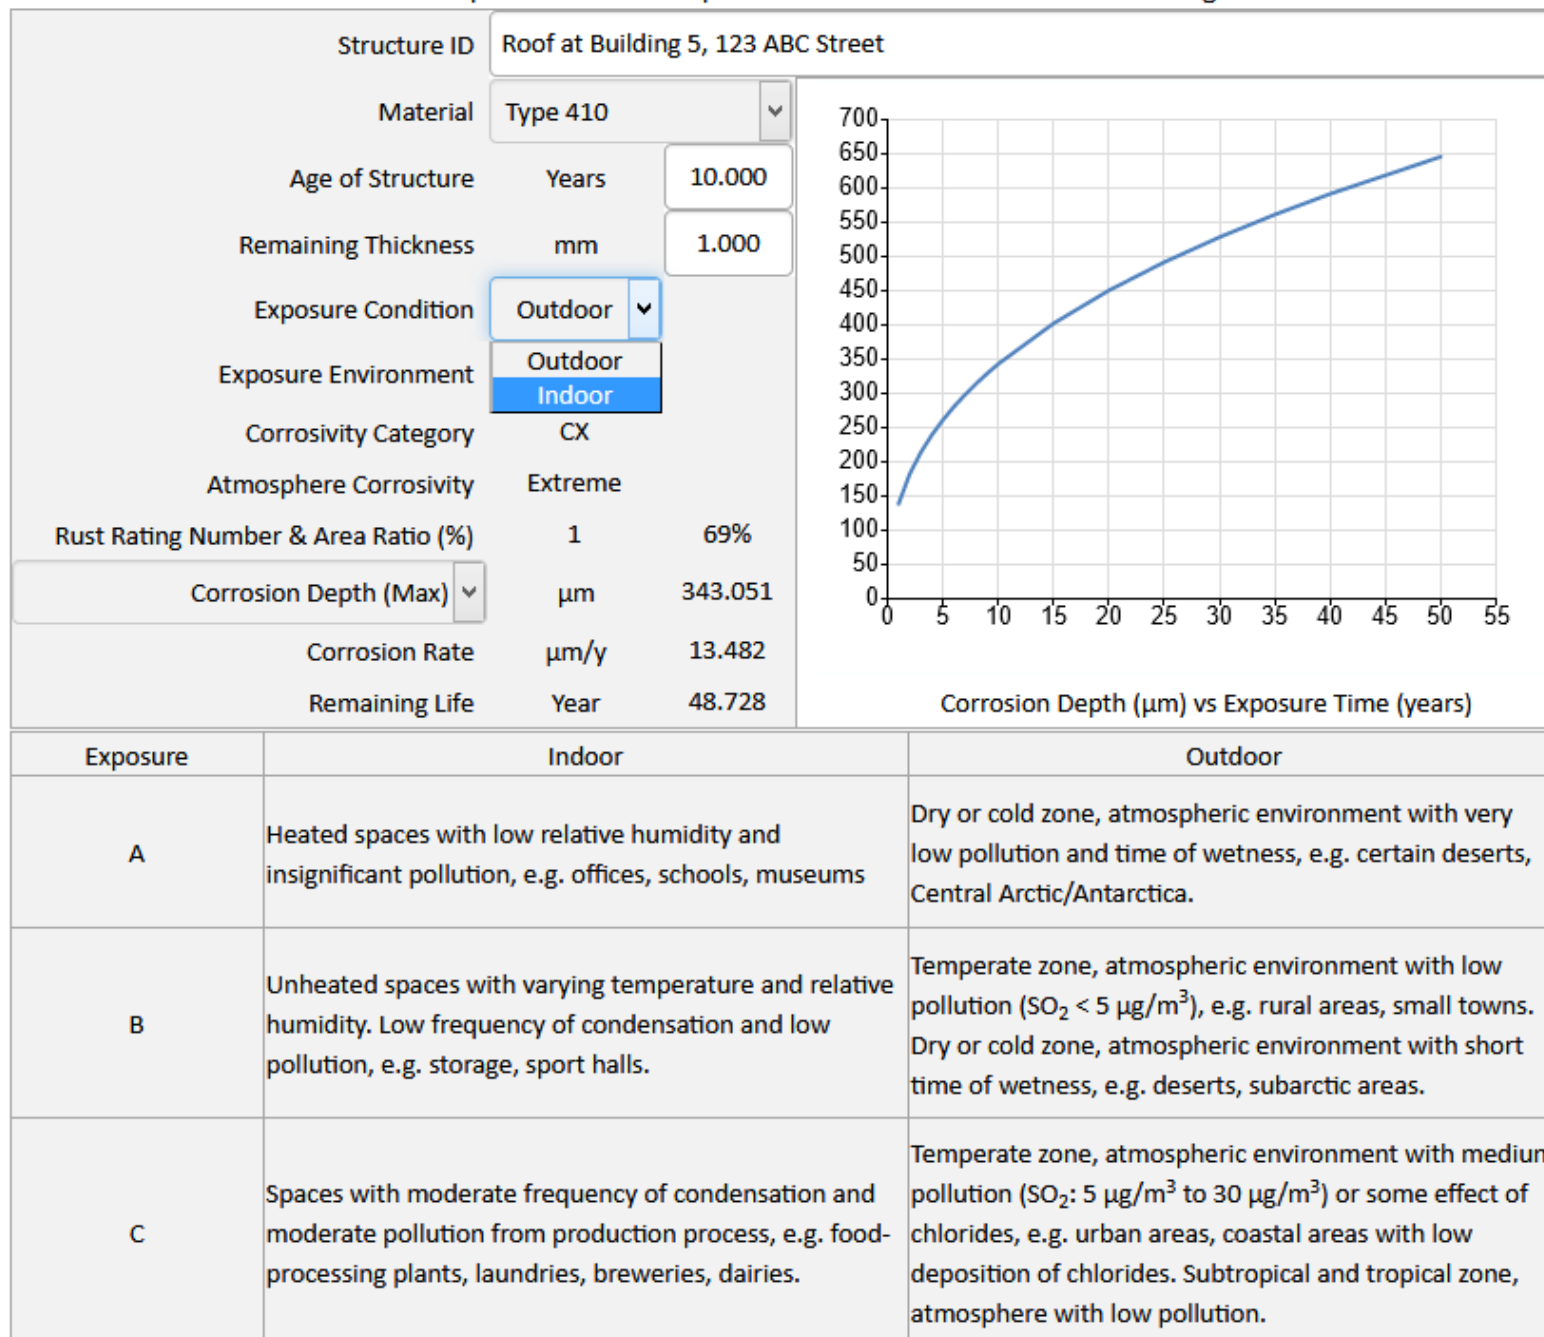 Structure ID Roof at Building 5, 123 ABC Street
Material Type 410
Age of Structure Years 10.000
Remaining Thickness mm 1.000
Exposure Condition Outdoor
Outdoor
Exposure Environment
Indoor
Corrosivity Category CX
Atmosphere Corrosivity Extreme
Rust Rating Number & Area Ratio (%) 1 69%
Corrosion Depth (Max) µm 343.051
Corrosion Rate µm/y 13.482
Remaining Life Year 48.728
700
650
600
550
500
450
400
350
300
250
200
150
100
50
0
0 5 10 15 20 25 30 35 40 45 50 55
Corrosion Depth (µm) vs Exposure Time (years)
Exposure Indoor Outdoor
A
Heated spaces with low relative humidity and
insignificant pollution, e.g. offices, schools, museums
Dry or cold zone, atmospheric environment with very
low pollution and time of wetness, e.g. certain deserts,
Central Arctic/Antarctica.
B
Unheated spaces with varying temperature and relative
humidity. Low frequency of condensation and low
pollution, e.g. storage, sport halls.
Temperate zone, atmospheric environment with low
pollution (SO₂ < 5 µg/m³), e.g. rural areas, small towns.
Dry or cold zone, atmospheric environment with short
time of wetness, e.g. deserts, subarctic areas.
C
Spaces with moderate frequency of condensation and
moderate pollution from production process, e.g. food-
processing plants, laundries, breweries, dairies.
Temperate zone, atmospheric environment with medium
pollution (SO₂: 5 µg/m³ to 30 µg/m³) or some effect of
chlorides, e.g. urban areas, coastal areas with low
deposition of chlorides. Subtropical and tropical zone,
atmosphere with low pollution.